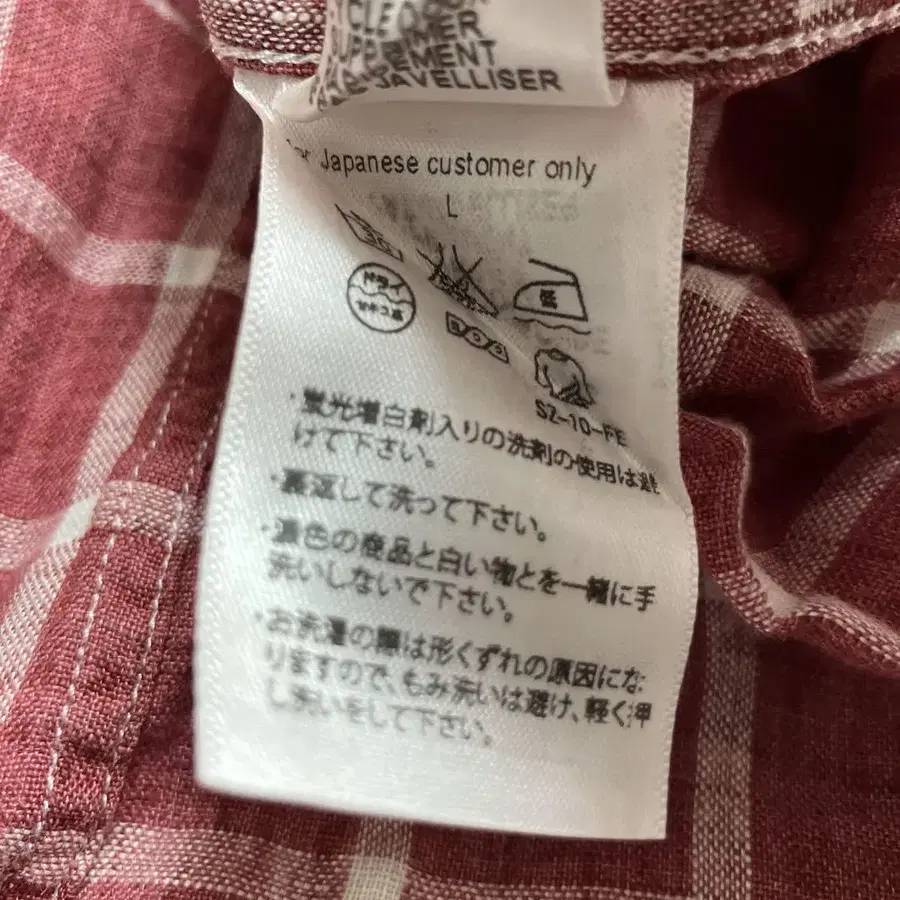 SUPPLEMENT
JAVELLISER
for Japanese customer only
L
低
ドライ
セキユ系
SZ-10-FE
・蛍光増白剤入りの洗剤の使用は避
けて下さい。
・裏返して洗って下さい。
・濃色の商品と白い物とを一緒に手
洗いしないで下さい。
・お洗濯の際は形くずれの原因にな
りますので、もみ洗いは避け、軽く押
し洗いをして下さい。